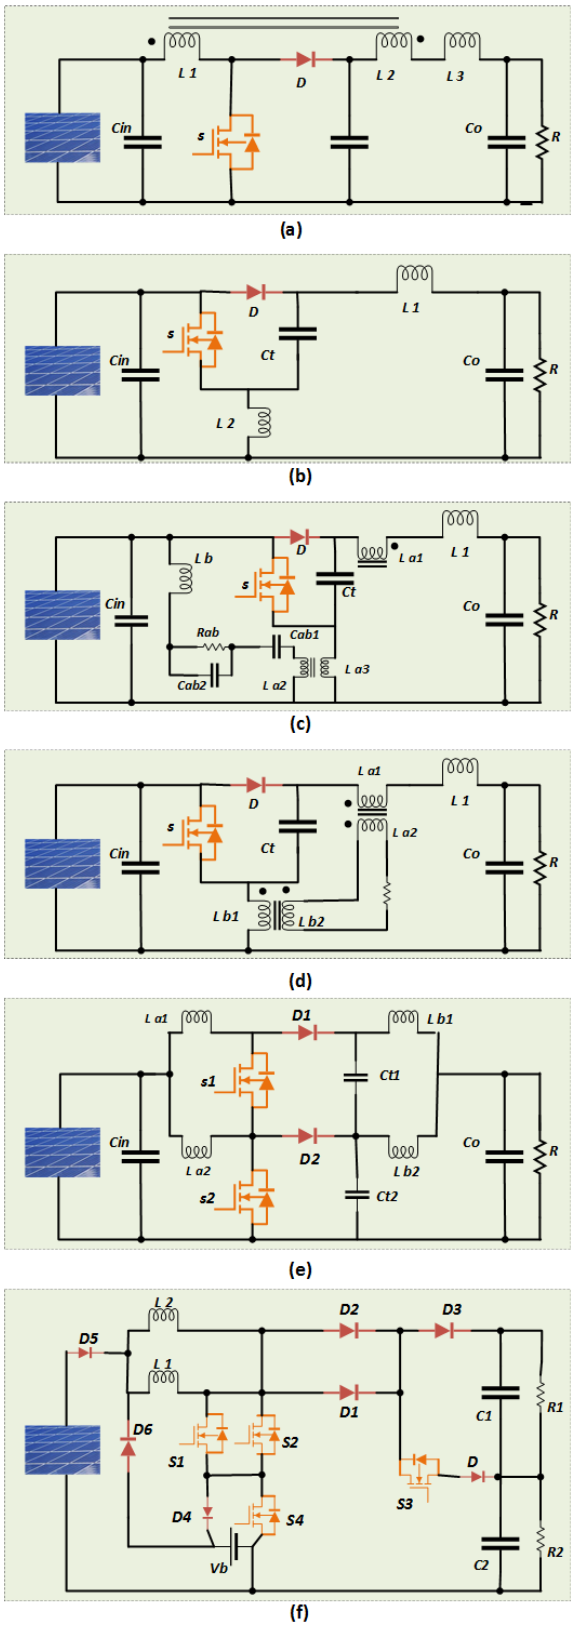 L 1
D
L 2
L 3
Cin
s
Co
R
(a)
D
L 1
s
Cin
Ct
Co
R
L 2
(b)
L b
D
L a1
L 1
Cin
s
Ct
Co
R
Rab
Cab1
Cab2
L a2
L a3
(c)
L a1
L 1
D
s
Cin
Ct
L a2
Co
R
L b1
L b2
(d)
L a1
D1
L b1
s1
Ct1
Cin
Co
R
L a2
D2
L b2
s2
Ct2
(e)
L 2
D2
D3
D5
L 1
D1
C1
R1
D6
S1
S2
D
S3
D4
S4
Vb
C2
R2
(f)